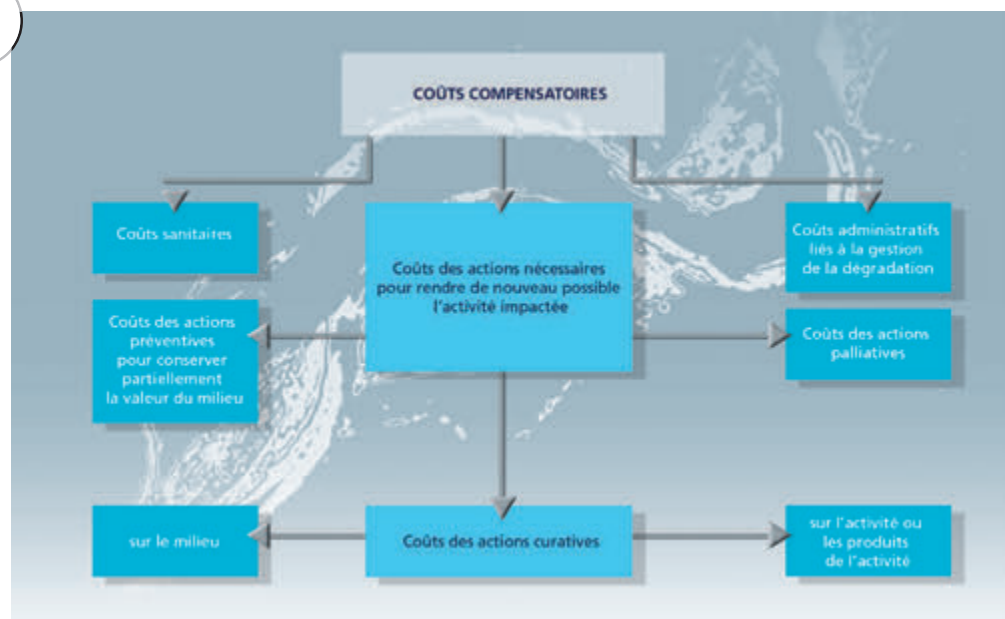 COÛTS COMPENSATOIRES
Coûts sanitaires
Coûts des actions nécessaires
pour rendre de nouveau possible
l'activité impactée
Coûts administratifs
liés à la gestion
de la dégradation
Coûts des actions
préventives
pour conserver
partiellement
la valeur du milieu
Coûts des actions
palliatives
sur le milieu
Coûts des actions curatives
sur l'activité ou
les produits
de l'activité